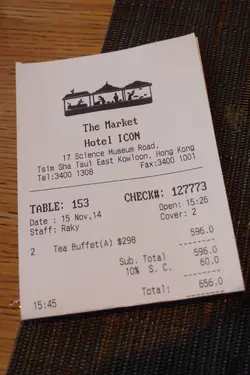 The Market
Hotel ICON
17 Science Museum Road,
Tsim Sha Tsui East Kowloon, Hong Kong
Tel:3400 1308 Fax:3400 1001
TABLE: 153 CHECK#: 127773
Date : 15 Nov,14 Open: 15:26
Staff: Raky Cover: 2
2 Tea Buffet(A) $298 596.0
Sub. Total 596.0
10% S. C. 60.0
Total: 656.0
15:45